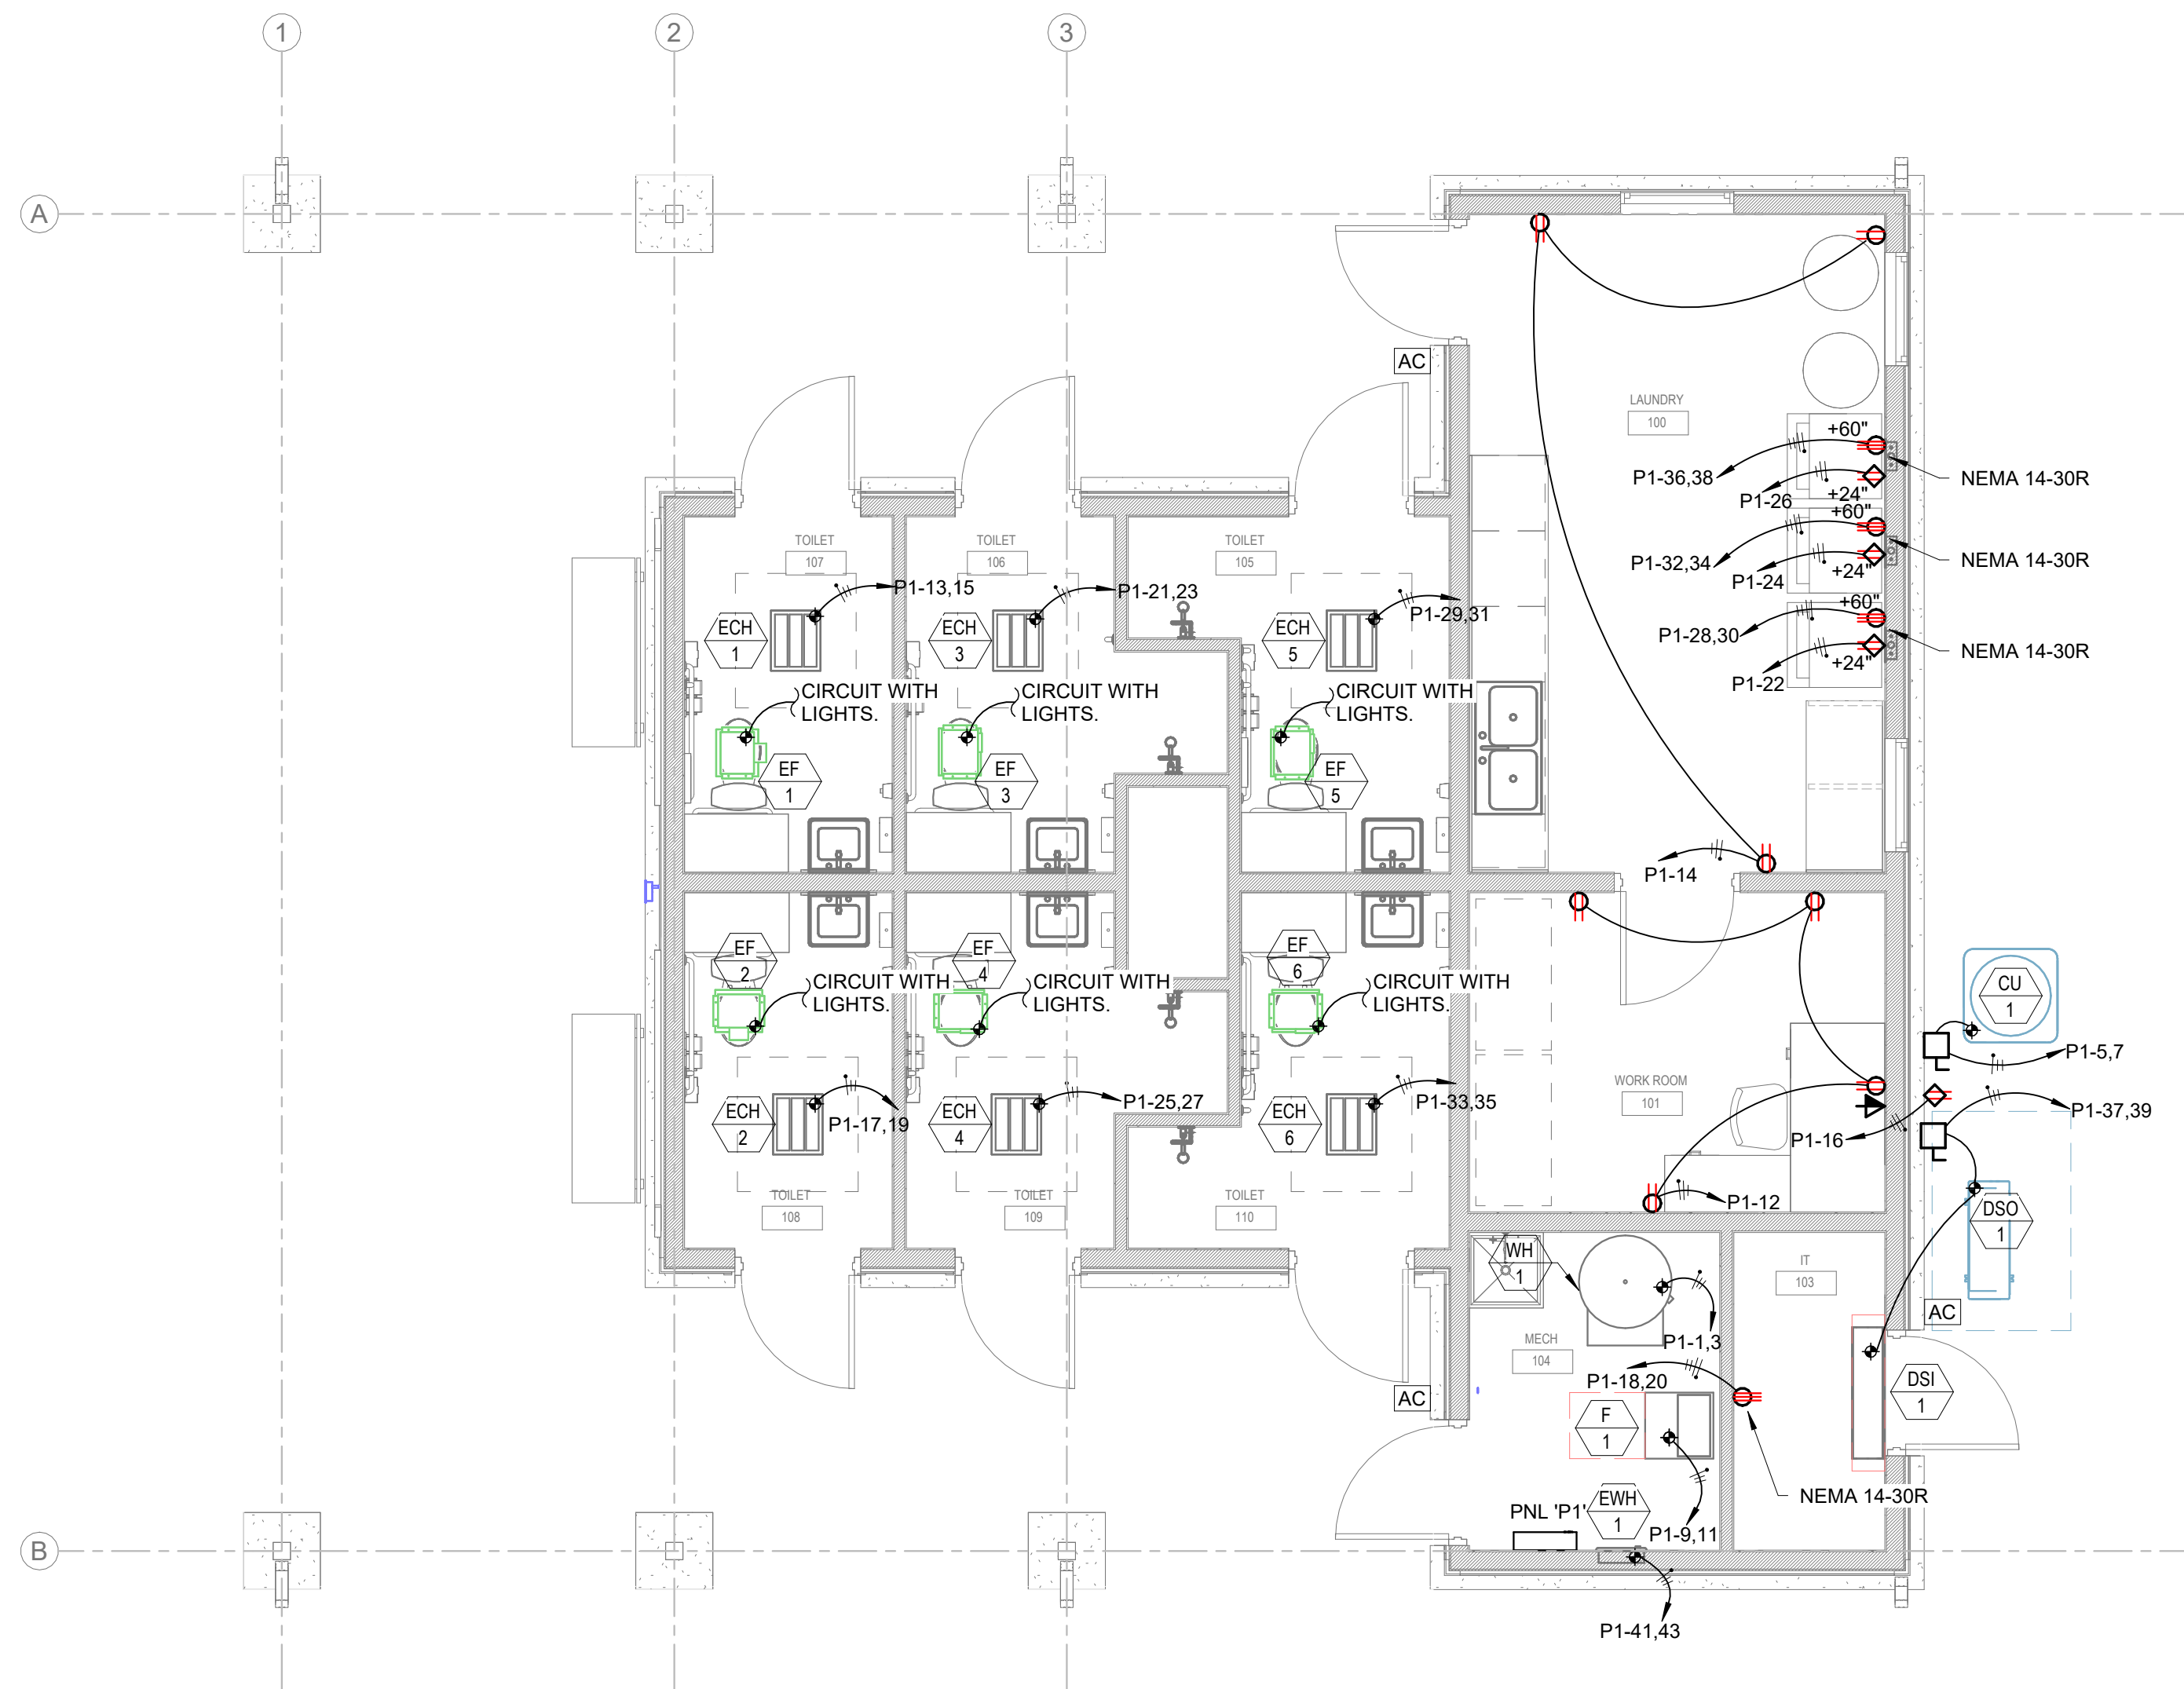 1
2
3
A
AC
LAUNDRY
100
+60"
P1-36,38
NEMA 14-30R
P1-26
+24"
+60"
P1-32,34
NEMA 14-30R
P1-24
+24"
+60"
P1-28,30
NEMA 14-30R
+24"
P1-22
TOILET
107
TOILET
106
TOILET
105
P1-13,15
P1-21,23
P1-29,31
ECH
1
ECH
3
ECH
5
CIRCUIT WITH
LIGHTS.
CIRCUIT WITH
LIGHTS.
CIRCUIT WITH
LIGHTS.
EF
1
EF
3
EF
5
P1-14
EF
2
EF
4
EF
6
CIRCUIT WITH
LIGHTS.
CIRCUIT WITH
LIGHTS.
CIRCUIT WITH
LIGHTS.
CU
1
P1-5,7
WORK ROOM
101
P1-37,39
P1-16
ECH
2
P1-17,19
ECH
4
P1-25,27
ECH
6
P1-33,35
TOILET
108
TOILET
109
TOILET
110
P1-12
DSO
1
WH
1
IT
103
AC
MECH
104
P1-1,3
P1-18,20
AC
DSI
1
F
1
NEMA 14-30R
PNL 'P1'
EWH
1
P1-9,11
B
P1-41,43